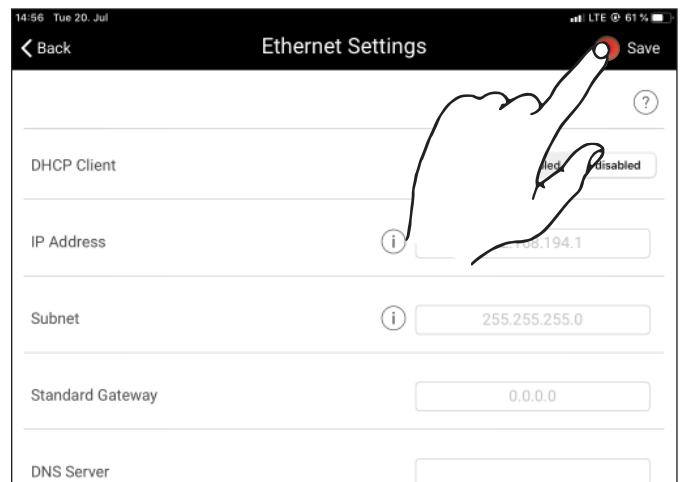 14:56 Tue 20. Jul LTE 61 %
Back Ethernet Settings Save
?
DHCP Client disabled
IP Address i
Subnet i 255.255.255.0
Standard Gateway 0.0.0.0
DNS Server